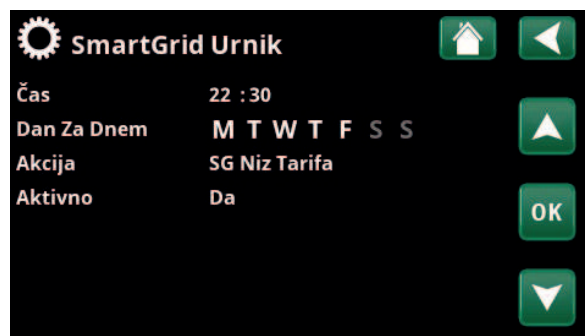 SmartGrid Urnik
Čas 22 :30
Dan Za Dnem M T W T F S S
Akcija SG Niz Tarifa
Aktivno Da
OK